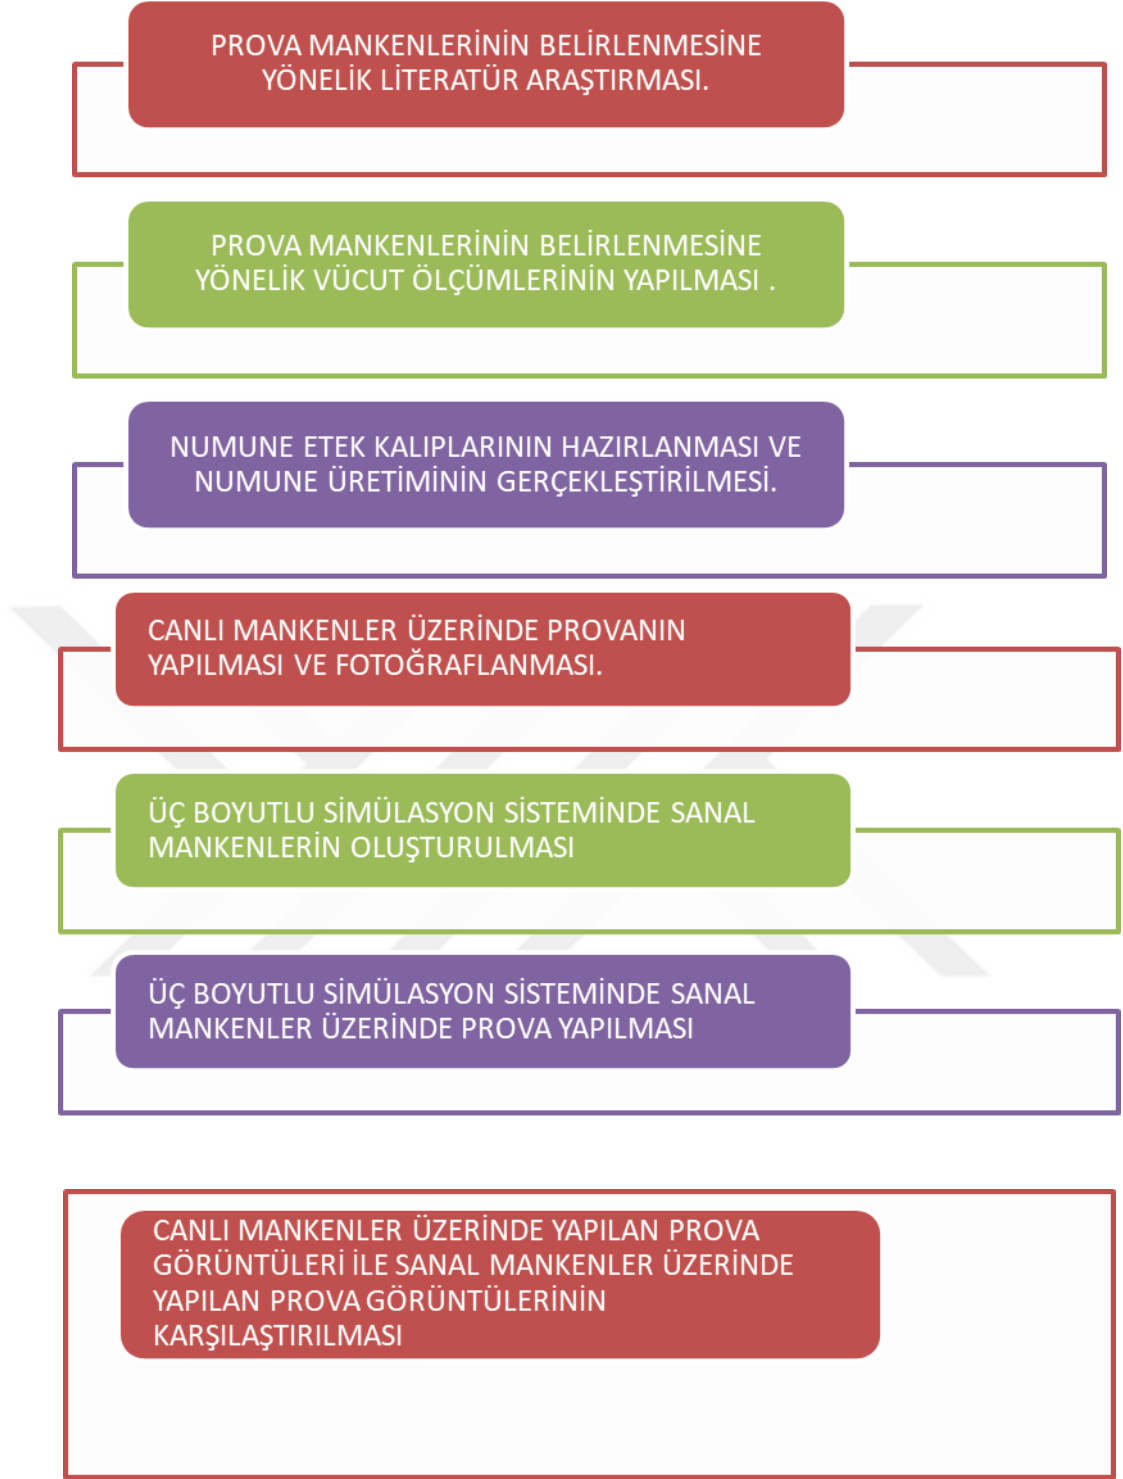 PROVA MANKENLERİNİN BELİRLENMESİNE
YÖNELİK LİTERATÜR ARAŞTIRMASI.
PROVA MANKENLERİNİN BELİRLENMESİNE
YÖNELİK VÜCUT ÖLÇÜMLERİNİN YAPILMASI .
NUMUNE ETEK KALIPLARININ HAZIRLANMASI VE
NUMUNE ÜRETİMİNİN GERÇEKLEŞTİRİLMESİ.
CANLI MANKENLER ÜZERİNDE PROVANIN
YAPILMASI VE FOTOĞRAFLANMASI.
ÜÇ BOYUTLU SİMÜLASYON SİSTEMİNDE SANAL
MANKENLERİN OLUŞTURULMASI
ÜÇ BOYUTLU SİMÜLASYON SİSTEMİNDE SANAL
MANKENLER ÜZERİNDE PROVA YAPILMASI
CANLI MANKENLER ÜZERİNDE YAPILAN PROVA
GÖRÜNTÜLERİ İLE SANAL MANKENLER ÜZERİNDE
YAPILAN PROVA GÖRÜNTÜLERİNİN
KARŞILAŞTIRILMASI